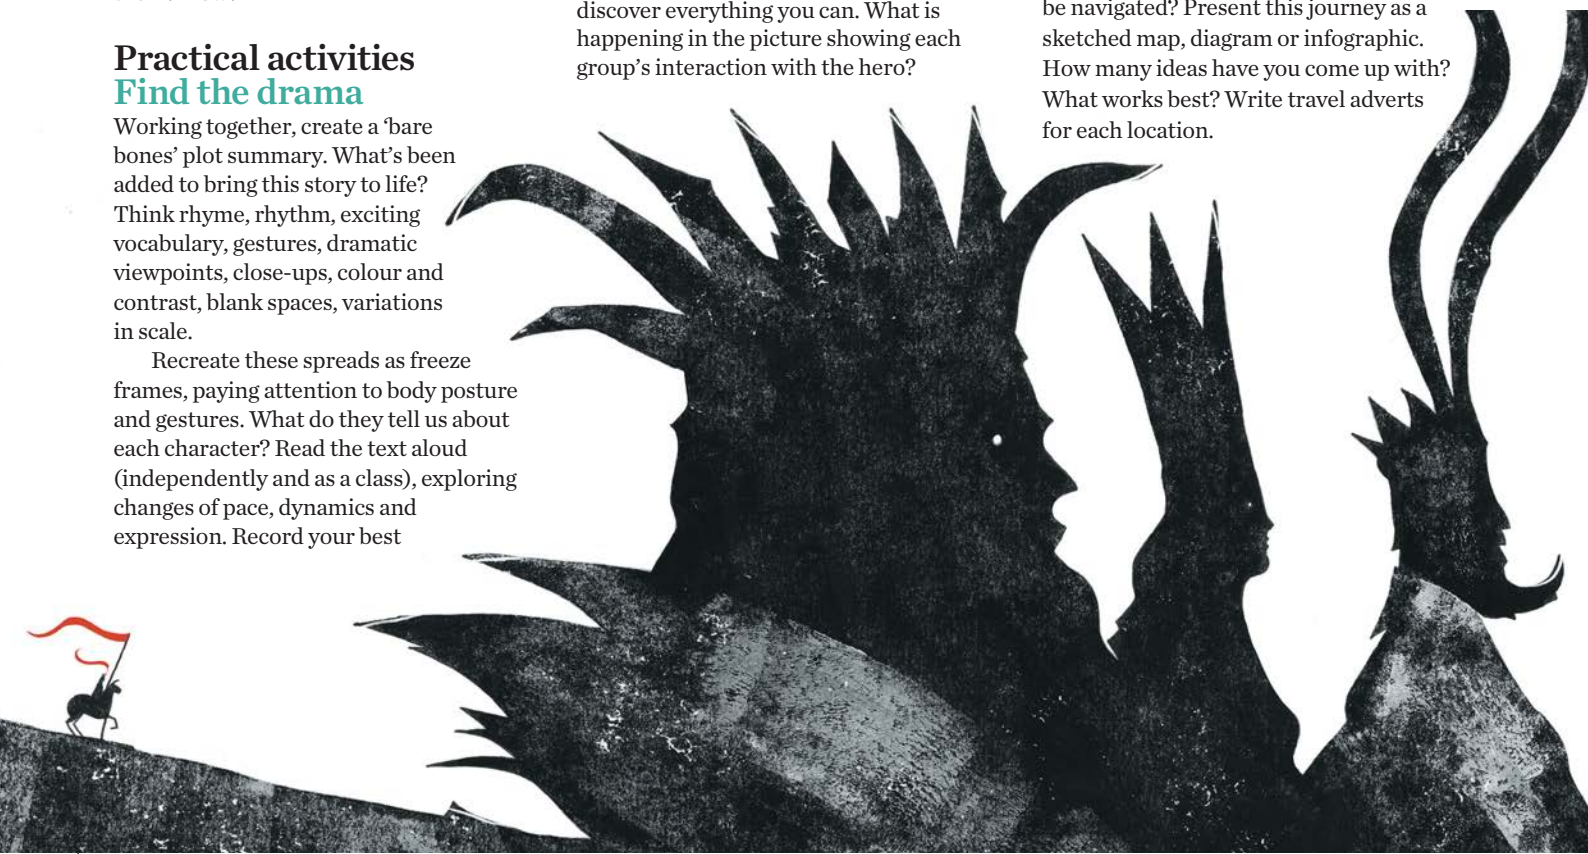 Practical activities
Find the drama
Working together, create a ‘bare
bones’ plot summary. What’s been
added to bring this story to life?
Think rhyme, rhythm, exciting
vocabulary, gestures, dramatic
viewpoints, close-ups, colour and
contrast, blank spaces, variations
in scale.
Recreate these spreads as freeze
frames, paying attention to body posture
and gestures. What do they tell us about
each character? Read the text aloud
(independently and as a class), exploring
changes of pace, dynamics and
expression. Record your best
discover everything you can. What is
happening in the picture showing each
group’s interaction with the hero?
be navigated? Present this journey as a
sketched map, diagram or infographic.
How many ideas have you come up with?
What works best? Write travel adverts
for each location.